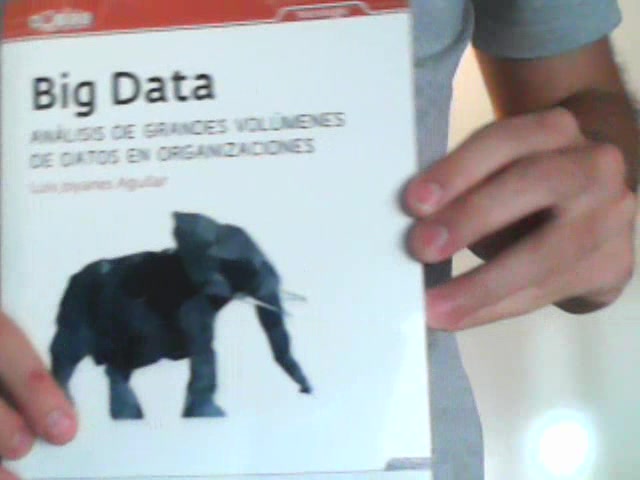 Big Data
ANÁLISIS DE GRANDES VOLÚMENES
DE DATOS EN ORGANIZACIONES
Luis Joyanes Aguilar